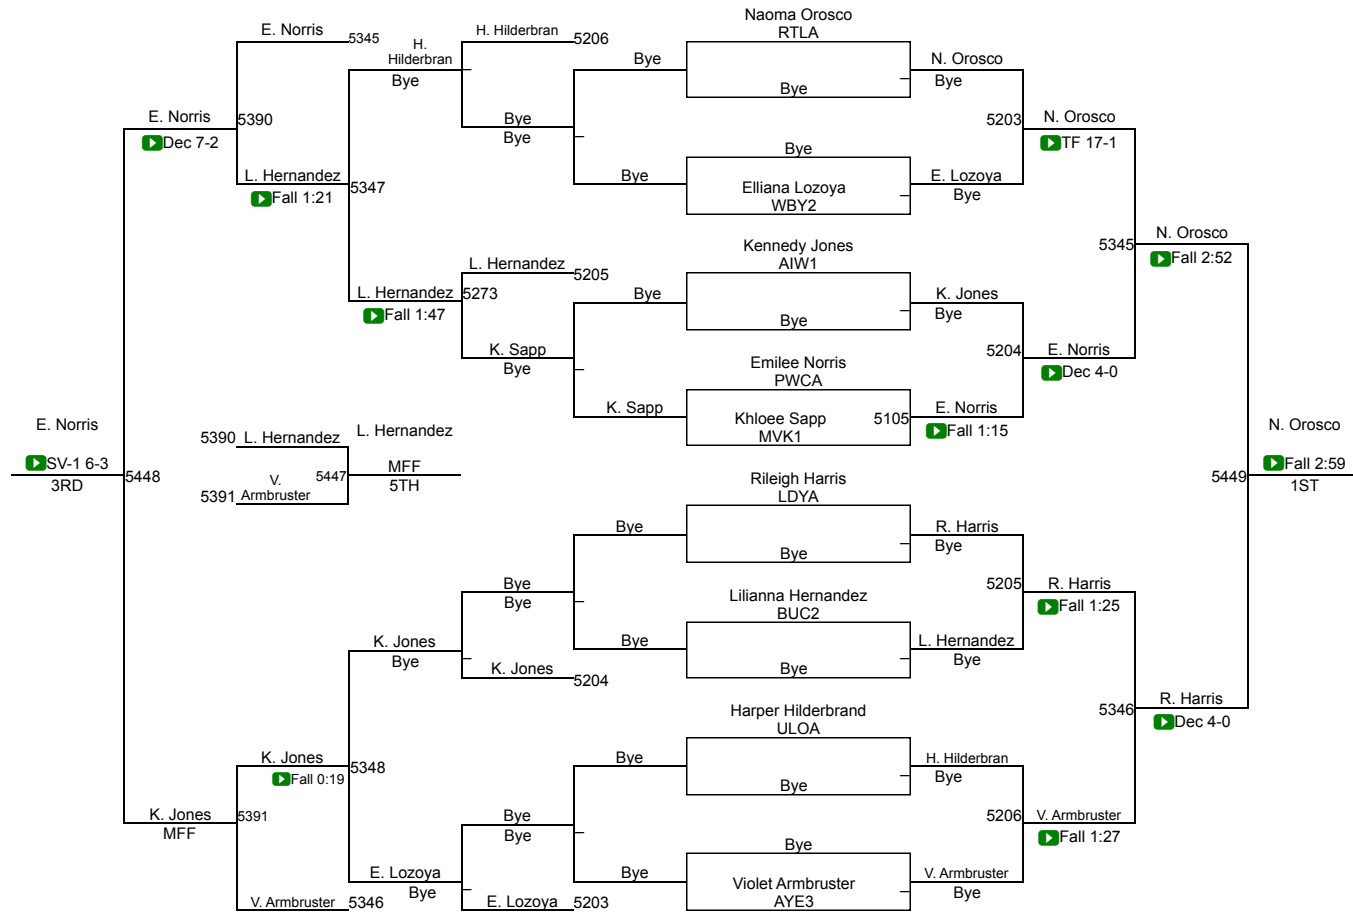 Naoma Orosco
RTLA
E. Norris
5345
H.
Hilderbran
Bye
H. Hilderbran
5206
Bye
Bye
N. Orosco
Bye
E. Norris
Dec 7-2
5390
Bye
Bye
5203
N. Orosco
TF 17-1
Bye
L. Hernandez
Fall 1:21
5347
Bye
Elliana Lozoya
WBY2
E. Lozoya
Bye
Kennedy Jones
AIW1
5345
N. Orosco
Fall 2:52
L. Hernandez
5205
L. Hernandez
Fall 1:47
5273
Bye
Bye
K. Jones
Bye
K. Sapp
Bye
5204
E. Norris
Dec 4-0
Emilee Norris
PWCA
K. Sapp
Khloee Sapp
MVK1
5105
E. Norris
Fall 1:15
E. Norris
SV-1 6-3
3RD
5448
5390
L. Hernandez
5391
V.
Armbruster
5447
L. Hernandez
MFF
5TH
N. Orosco
Fall 2:59
1ST
5449
Rileigh Harris
LDYA
Bye
Bye
R. Harris
Bye
Bye
Bye
5205
R. Harris
Fall 1:25
Lilianna Hernandez
BUC2
K. Jones
Bye
Bye
Bye
L. Hernandez
Bye
K. Jones
5204
5346
R. Harris
Dec 4-0
Harper Hilderbrand
ULOA
K. Jones
Fall 0:19
5348
Bye
Bye
H. Hilderbran
Bye
K. Jones
MFF
5391
Bye
Bye
5206
V. Armbruster
Fall 1:27
Bye
E. Lozoya
Bye
Bye
Violet Armbruster
AYE3
V. Armbruster
Bye
V. Armbruster
5346
E. Lozoya
5203